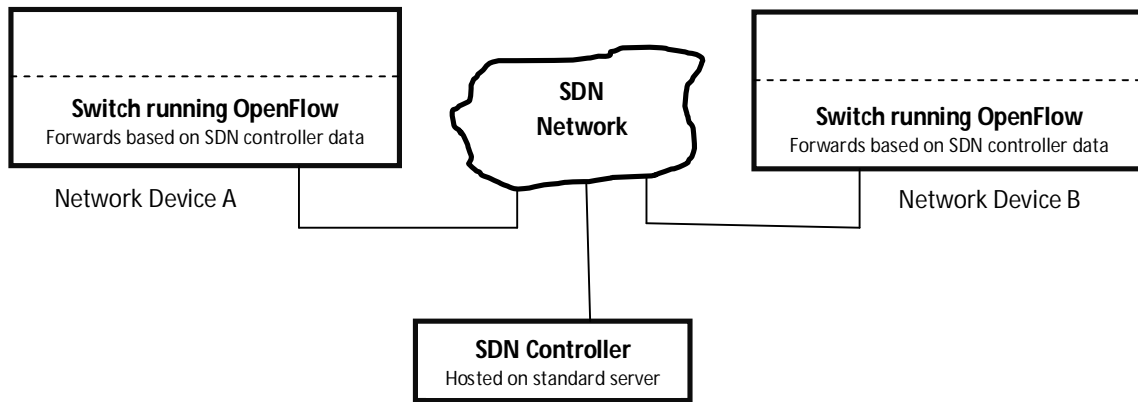 Switch running OpenFlow
Forwards based on SDN controller data
Network Device A
SDN
Network
Switch running OpenFlow
Forwards based on SDN controller data
Network Device B
SDN Controller
Hosted on standard server